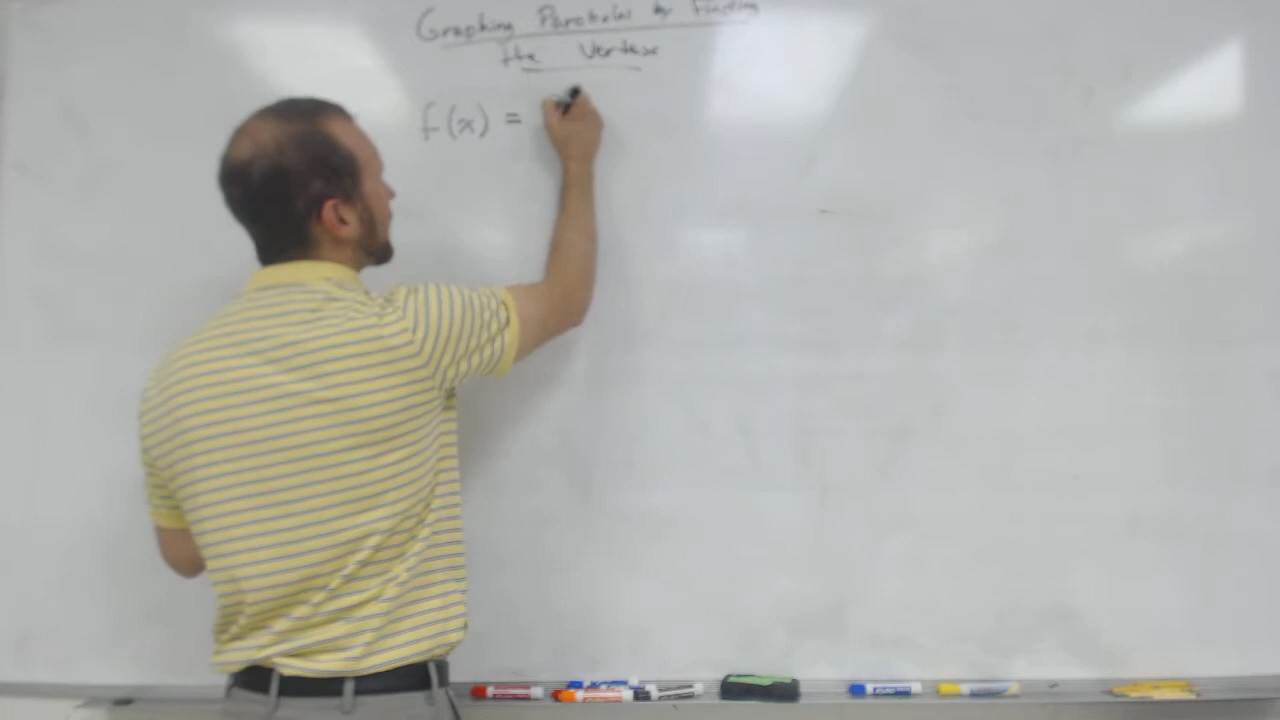 Graphing Parabolas by Finding
the Vertex
f(x) =